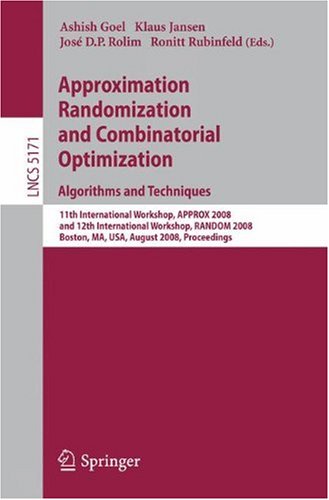 Ashish Goel Klaus Jansen
José D.P. Rolim Ronitt Rubinfeld (Eds.)
LNCS 5171
Approximation
Randomization
and Combinatorial
Optimization
Algorithms and Techniques
11th International Workshop, APPROX 2008
and 12th International Workshop, RANDOM 2008
Boston, MA, USA, August 2008, Proceedings
Springer